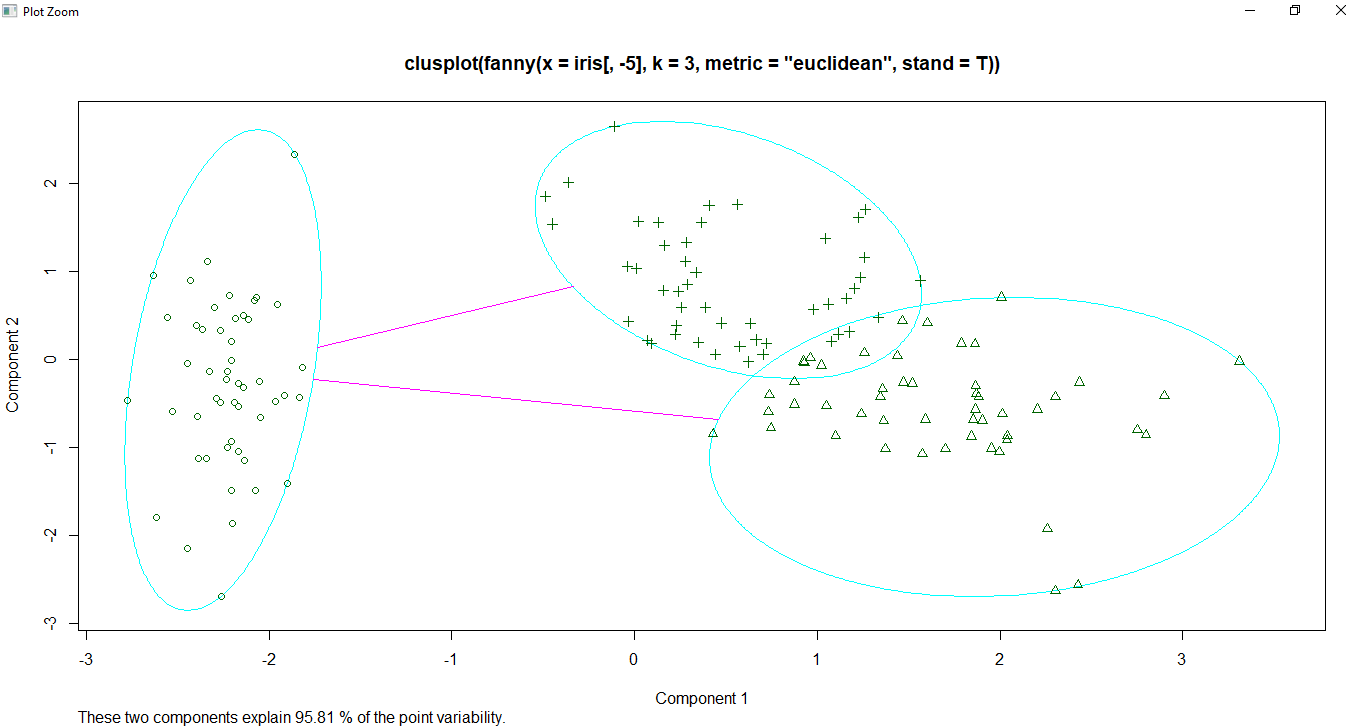 Plot Zoom
clusplot(fanny(x = iris[, -5], k = 3, metric = "euclidean", stand = T))
Component 2
2
1
0
-1
-2
-3
-3 -2 -1 0 1 2 3
Component 1
These two components explain 95.81 % of the point variability.